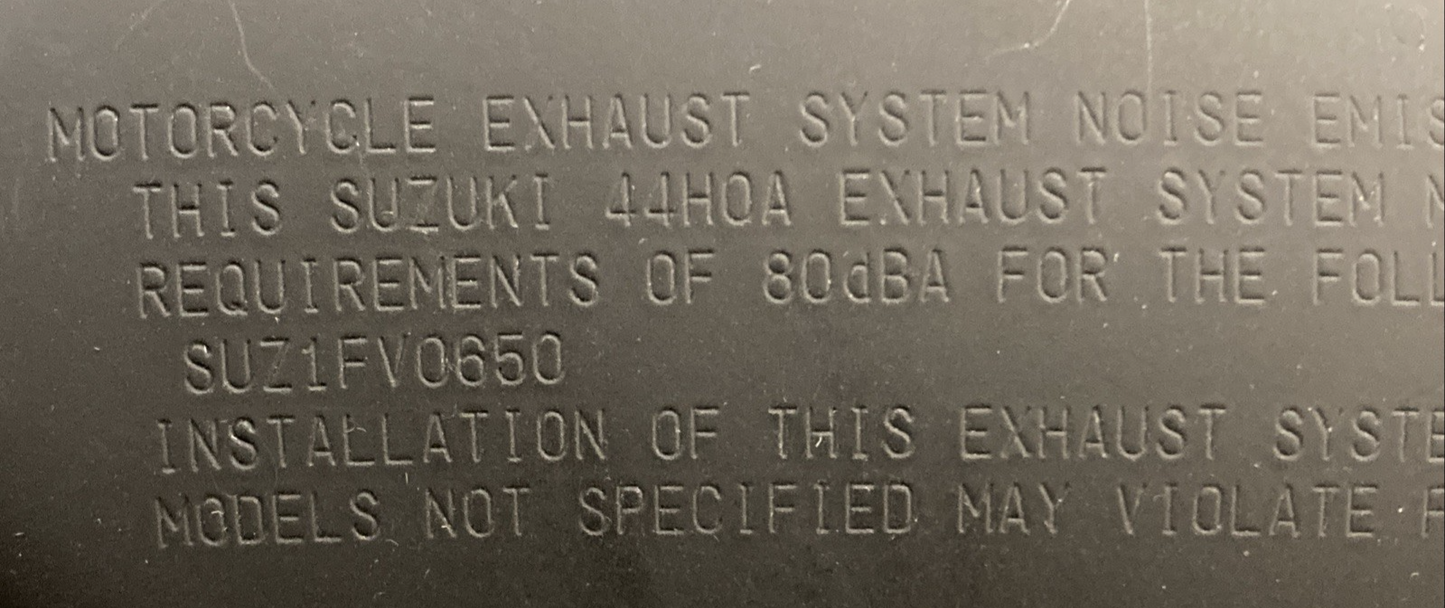 MOTORCYCLE EXHAUST SYSTEM NOISE EMIS
THIS SUZUKI 44H0A EXHAUST SYSTEM
REQUIREMENTS OF 80dBA FOR THE FOLL
SUZ1FV0650
INSTALLATION OF THIS EXHAUST SYSTE
MODELS NOT SPECIFIED MAY VIOLATE